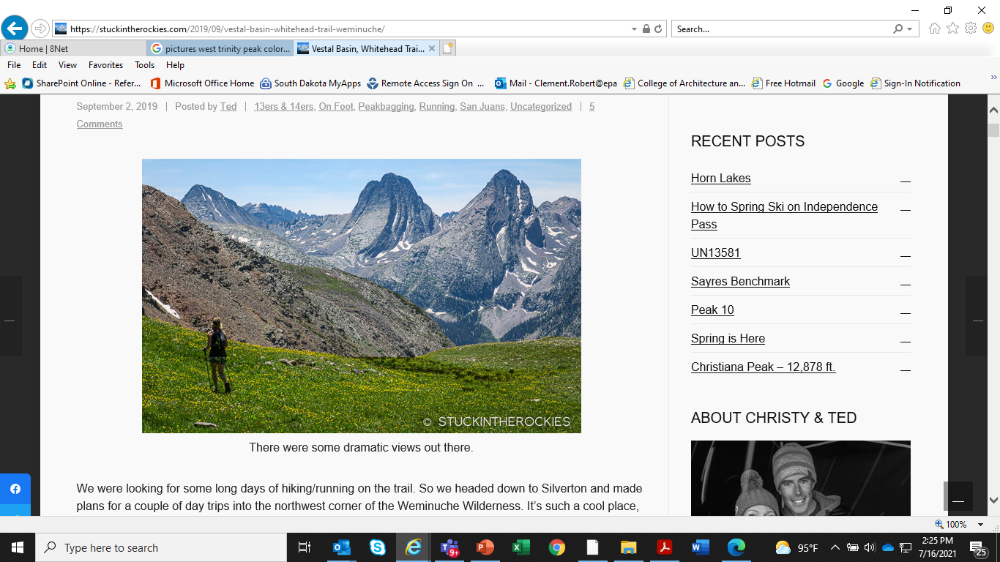 https://stuckintherockies.com/2019/09/vestal-basin-whitehead-trail-weminuche/
Search...
Home | 8Net
pictures west trinity peak color...
Vestal Basin, Whitehead Trai...
File Edit View Favorites Tools Help
SharePoint Online - Refer...
Microsoft Office Home
South Dakota MyApps
Remote Access Sign On ...
Mail - Clement.Robert@epa
College of Architecture an...
Free Hotmail
Google
Sign-In Notification
September 2, 2019 | Posted by Ted | 13ers & 14ers, On Foot, Peakbagging, Running, San Juans, Uncategorized | 5
Comments
© STUCKINTHEROCKIES
There were some dramatic views out there.
We were looking for some long days of hiking/running on the trail. So we headed down to Silverton and made
plans for a couple of day trips into the northwest corner of the Weminuche Wilderness. It's such a cool place,
RECENT POSTS
Horn Lakes
How to Spring Ski on Independence
Pass
UN13581
Sayres Benchmark
Peak 10
Spring is Here
Christiana Peak – 12,878 ft.
ABOUT CHRISTY & TED
100%
Type here to search
9+
95°F
2:25 PM
7/16/2021
25